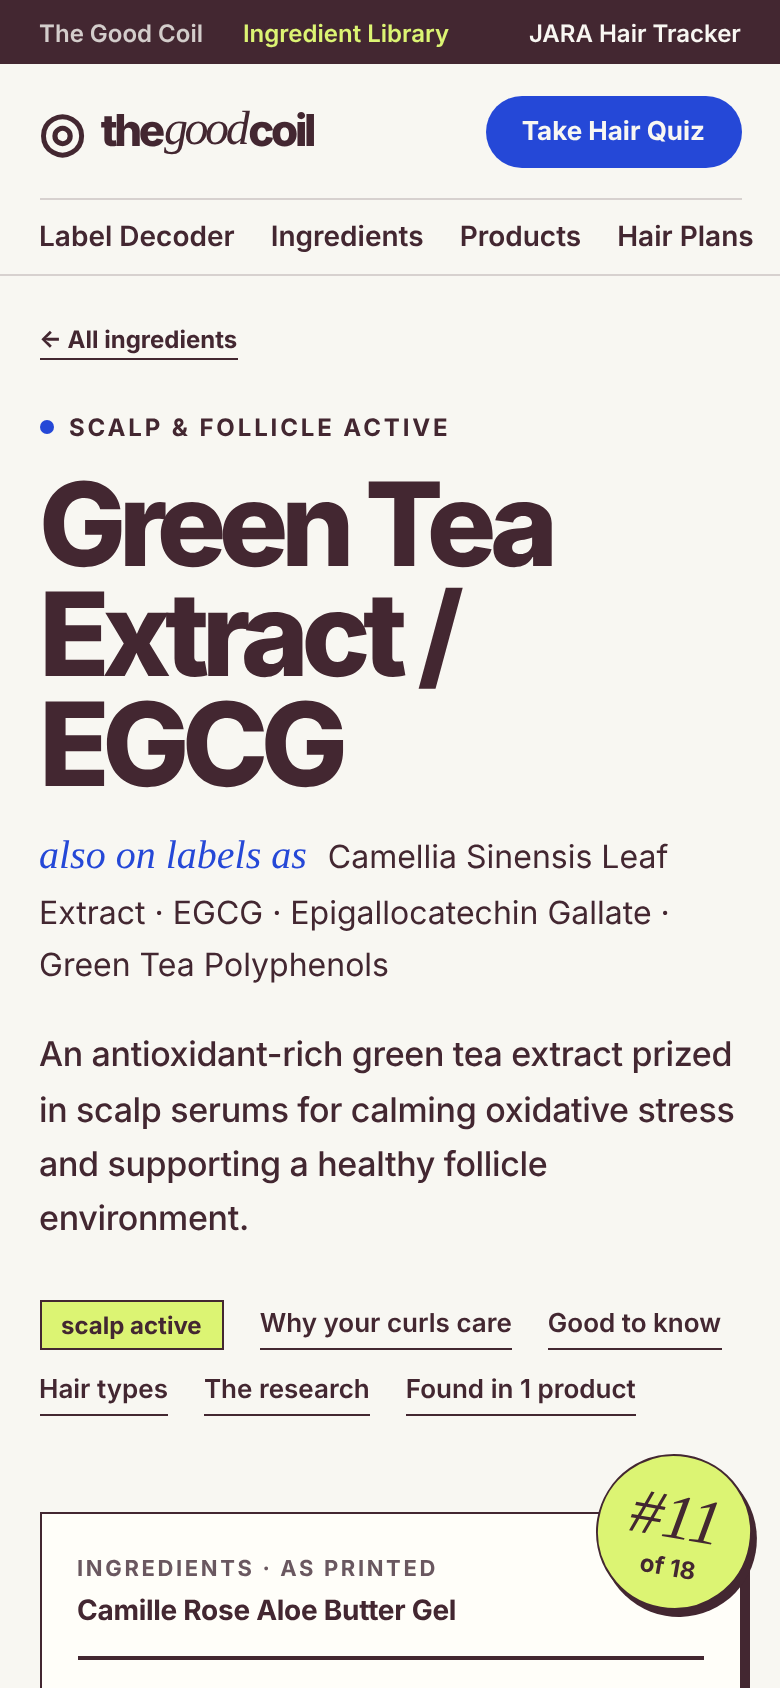 The Good Coil Ingredient Library JARA Hair Tracker
thegoodcoil Take Hair Quiz
Label Decoder Ingredients Products Hair Plans
← All ingredients
SCALP & FOLLICLE ACTIVE
Green Tea
Extract /
EGCG
also on labels as Camellia Sinensis Leaf
Extract · EGCG · Epigallocatechin Gallate ·
Green Tea Polyphenols
An antioxidant-rich green tea extract prized
in scalp serums for calming oxidative stress
and supporting a healthy follicle
environment.
scalp active Why your curls care Good to know
Hair types The research Found in 1 product
#11
of 18
INGREDIENTS · AS PRINTED
Camille Rose Aloe Butter Gel